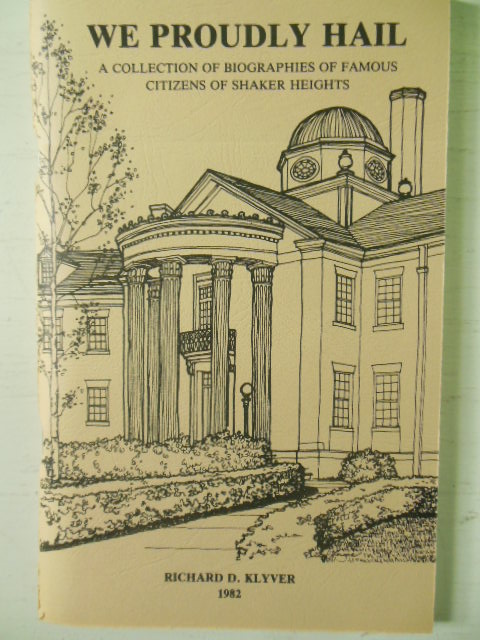 WE PROUDLY HAIL
A COLLECTION OF BIOGRAPHIES OF FAMOUS
CITIZENS OF SHAKER HEIGHTS
RICHARD D. KLYVER
1982